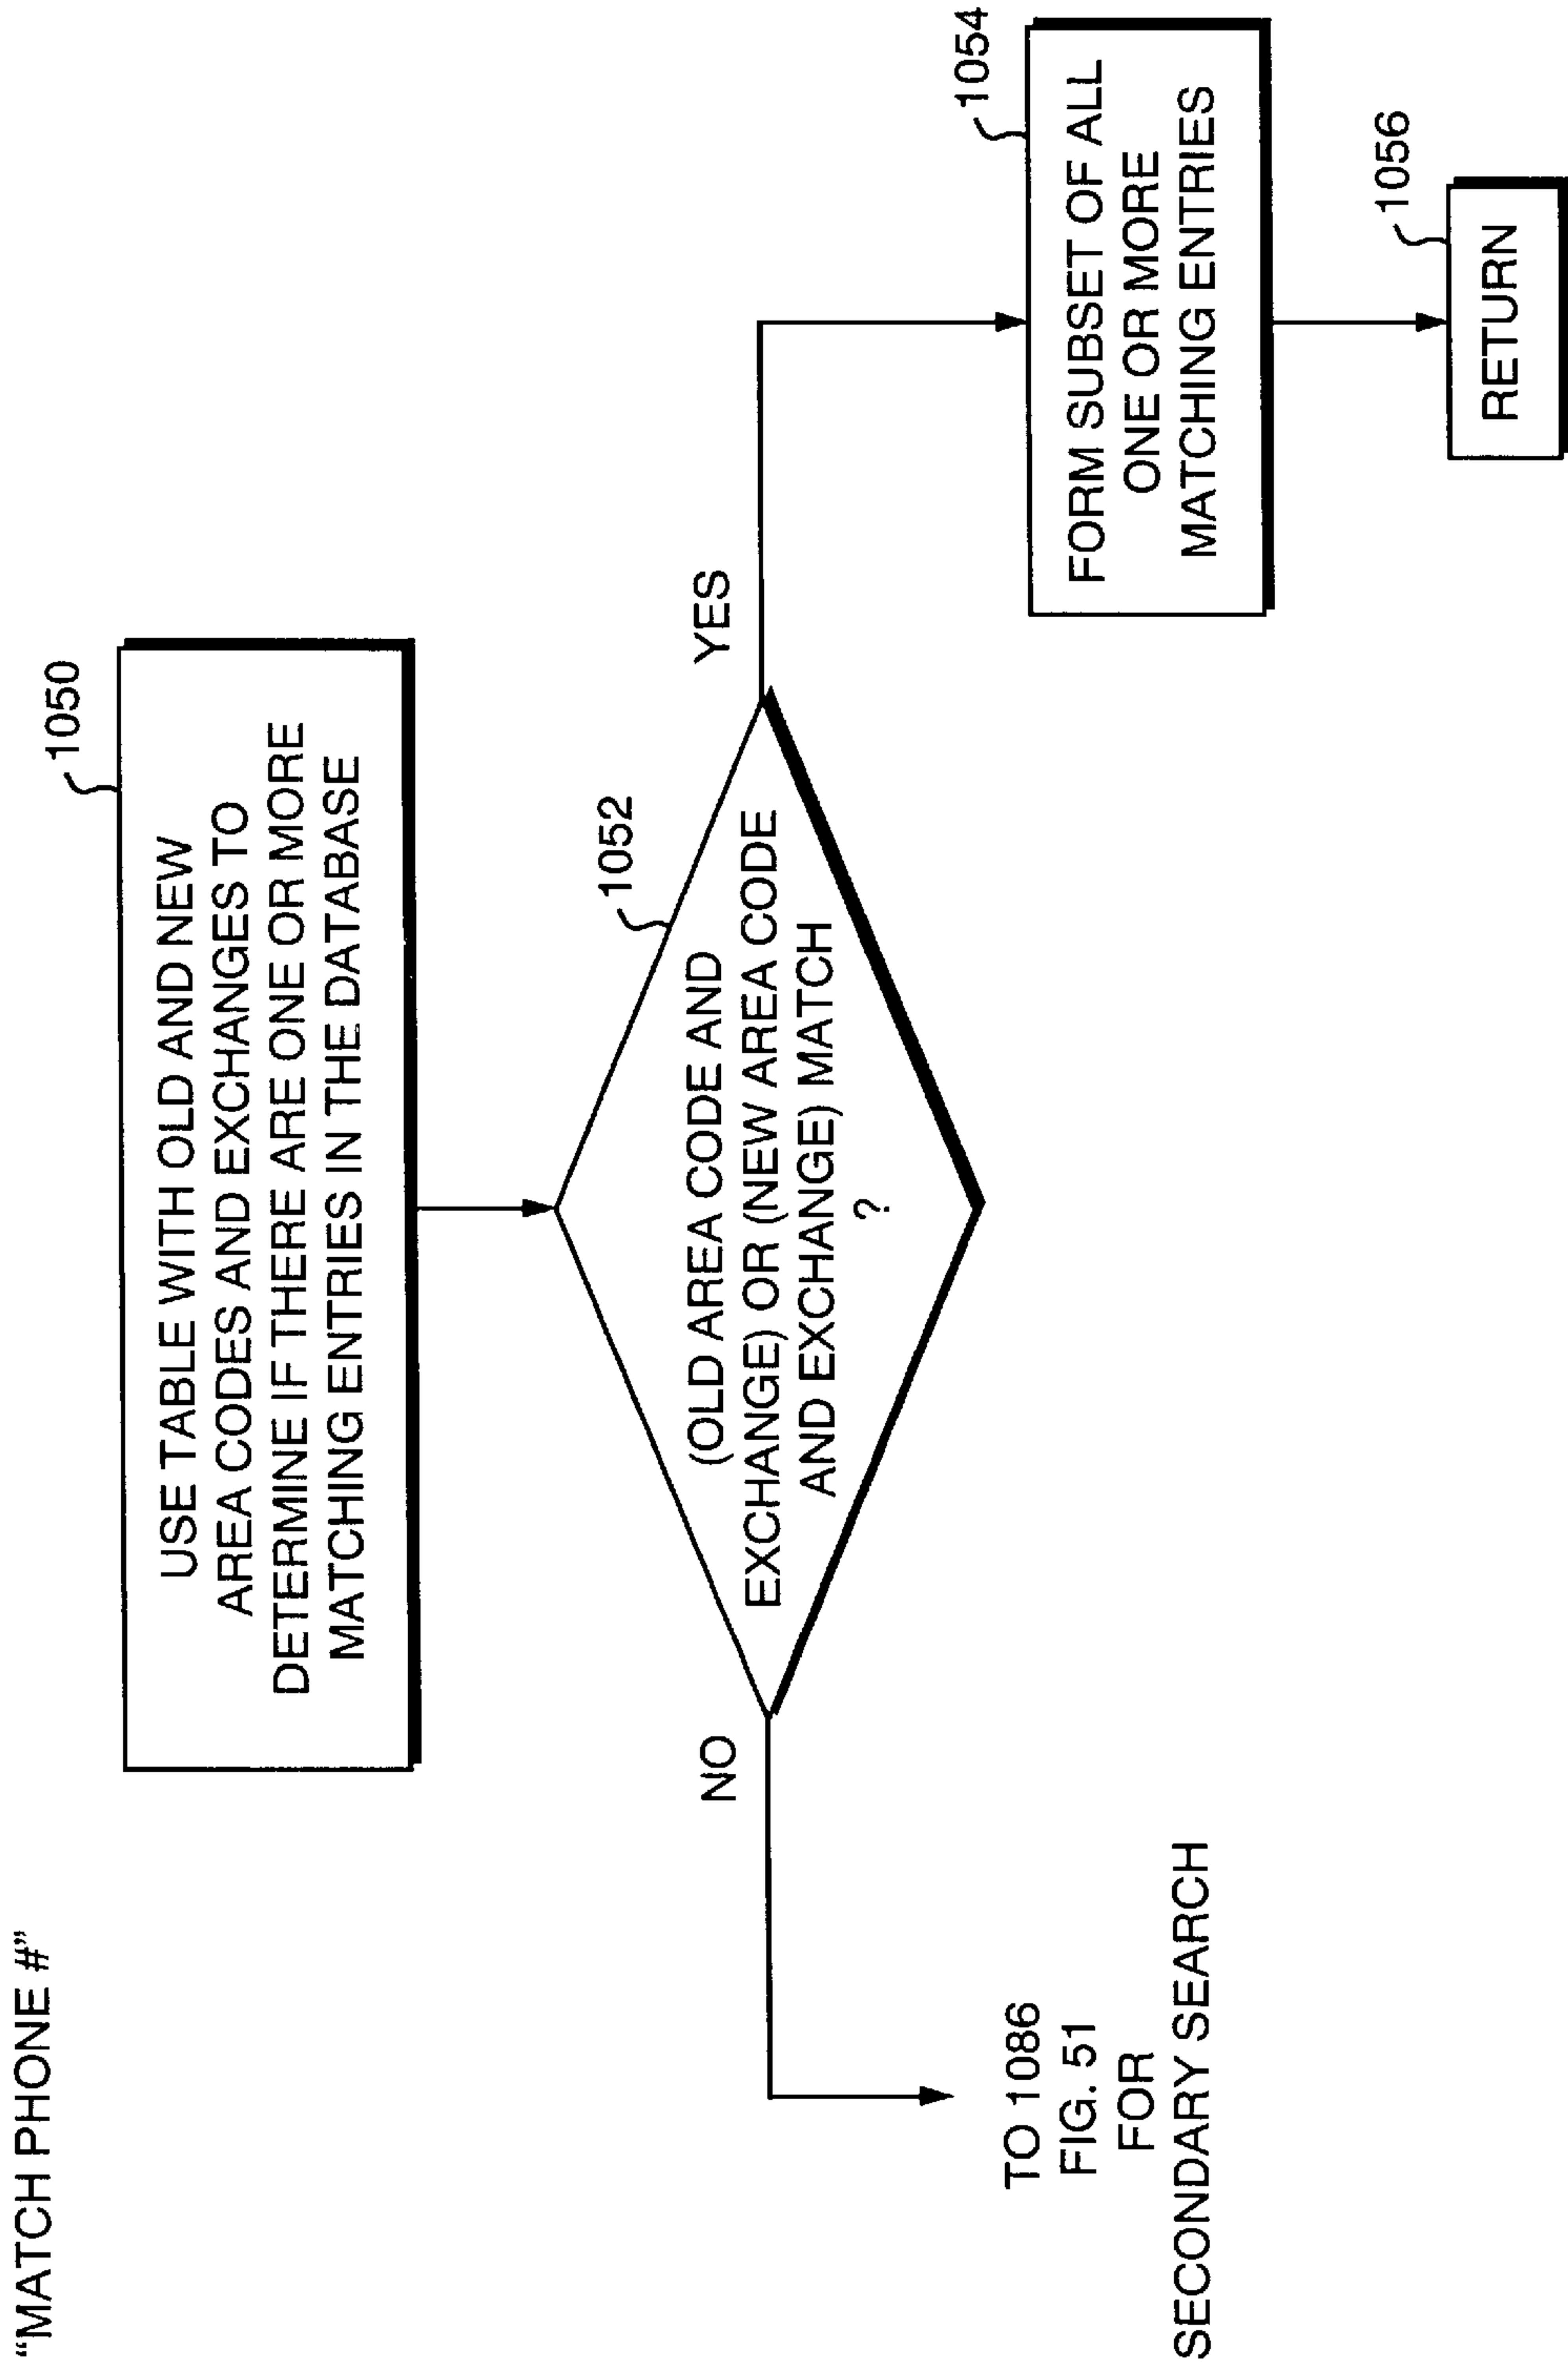 “MATCH PHONE #”
1050
USE TABLE WITH OLD AND NEW
AREA CODES AND EXCHANGES TO
DETERMINE IF THERE ARE ONE OR MORE
MATCHING ENTRIES IN THE DATABASE
1052
(OLD AREA CODE AND
EXCHANGE) OR (NEW AREA CODE
AND EXCHANGE) MATCH
?
NO
YES
TO 1086
FIG. 51
FOR
SECONDARY SEARCH
1054
FORM SUBSET OF ALL
ONE OR MORE
MATCHING ENTRIES
1056
RETURN